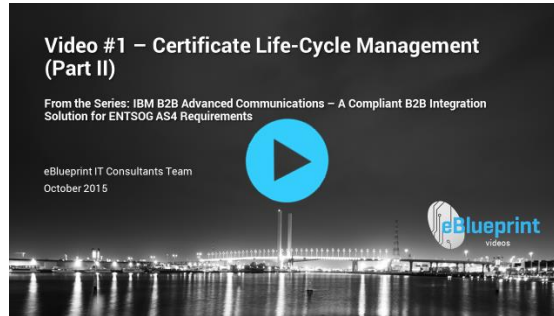 Video #1 – Certificate Life-Cycle Management
(Part II)
From the Series: IBM B2B Advanced Communications – A Compliant B2B Integration
Solution for ENTSOG AS4 Requirements
eBlueprint IT Consultants Team
October 2015
eBlueprint
videos